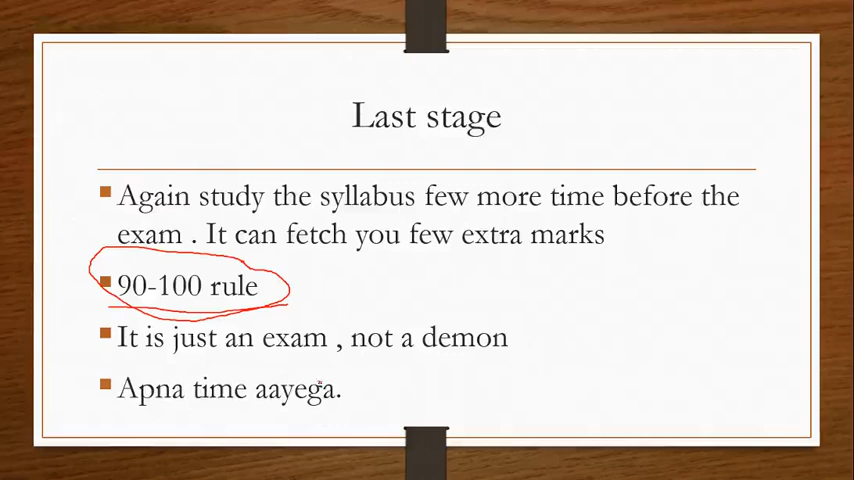 Last stage
Again study the syllabus few more time before the
exam . It can fetch you few extra marks
90-100 rule
It is just an exam , not a demon
Apna time aayega.